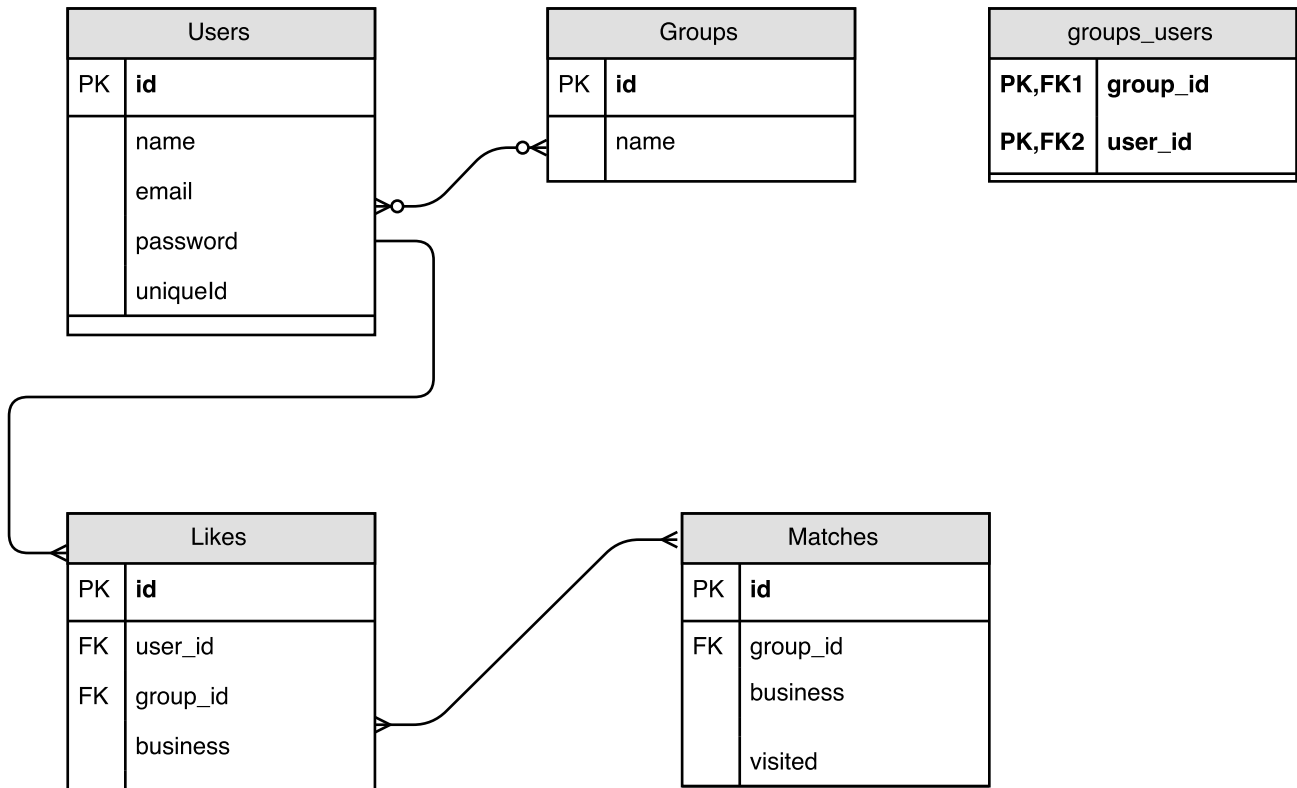 Users
PK id
name
email
password
uniqueId
Groups
PK id
name
groups_users
PK,FK1 group_id
PK,FK2 user_id
Likes
PK id
FK user_id
FK group_id
business
Matches
PK id
FK group_id
business
visited